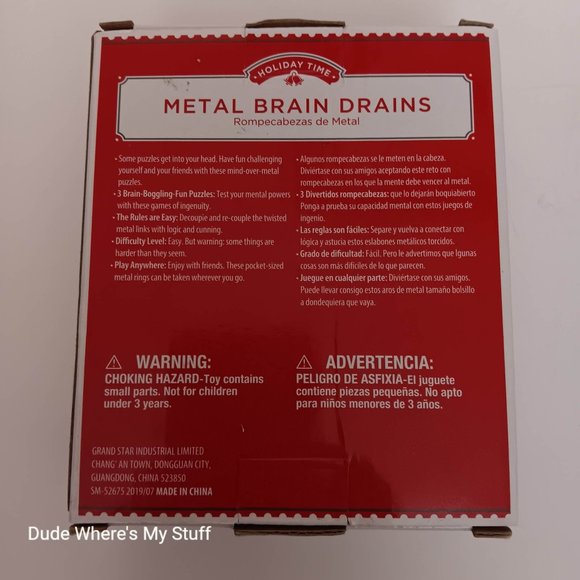 HOLIDAY TIME
METAL BRAIN DRAINS
Rompecabezas de Metal
• Some puzzles get into your head. Have fun challenging
yourself and your friends with these mind-over-metal
puzzles.
• 3 Brain-Boggling-Fun Puzzles: Test your mental powers
with these games of ingenuity.
• The Rules are Easy: Decouple and re-couple the twisted
metal links with logic and cunning.
• Difficulty Level: Easy. But warning: some things are
harder than they seem.
• Play Anywhere: Enjoy with friends. These pocket-sized
metal rings can be taken wherever you go.
• Algunos rompecabezas se le meten en la cabeza.
Diviértase con sus amigos aceptando este reto con
rompecabezas en los que la mente debe vencer al metal.
• 3 Divertidos rompecabezas: que lo dejarán boquiabierto
Ponga a prueba su capacidad mental con estos juegos de
ingenio.
• Las reglas son fáciles: Separe y vuelva a conectar con
lógica y astucia estos eslabones metálicos torcidos.
• Grado de dificultad: Fácil. Pero le advertimos que lgunas
cosas son más difíciles de lo que parecen.
• Juegue en cualquier parte: Diviértase con sus amigos.
Puede llevar consigo estos aros de metal tamaño bolsillo
a dondequiera que vaya.
WARNING:
CHOKING HAZARD-Toy contains
small parts. Not for children
under 3 years.
ADVERTENCIA:
PELIGRO DE ASFIXIA-El juguete
contiene piezas pequeñas. No apto
para niños menores de 3 años.
GRAND STAR INDUSTRIAL LIMITED
CHANG' AN TOWN, DONGGUAN CITY,
GUANGDONG, CHINA 523850
SM-52675 2019/07 MADE IN CHINA
Dude Where's My Stuff